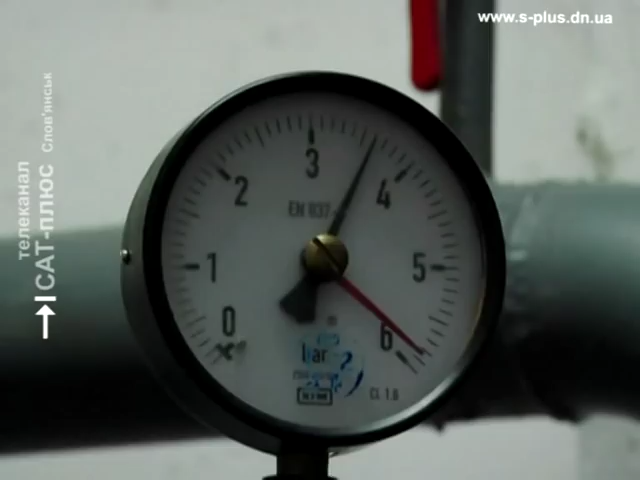 www.s-plus.dn.ua
телеканал
САТ-плюс Слов'янськ
3
2
4
EN 837-
1
5
0
6
bar
CL 1.6